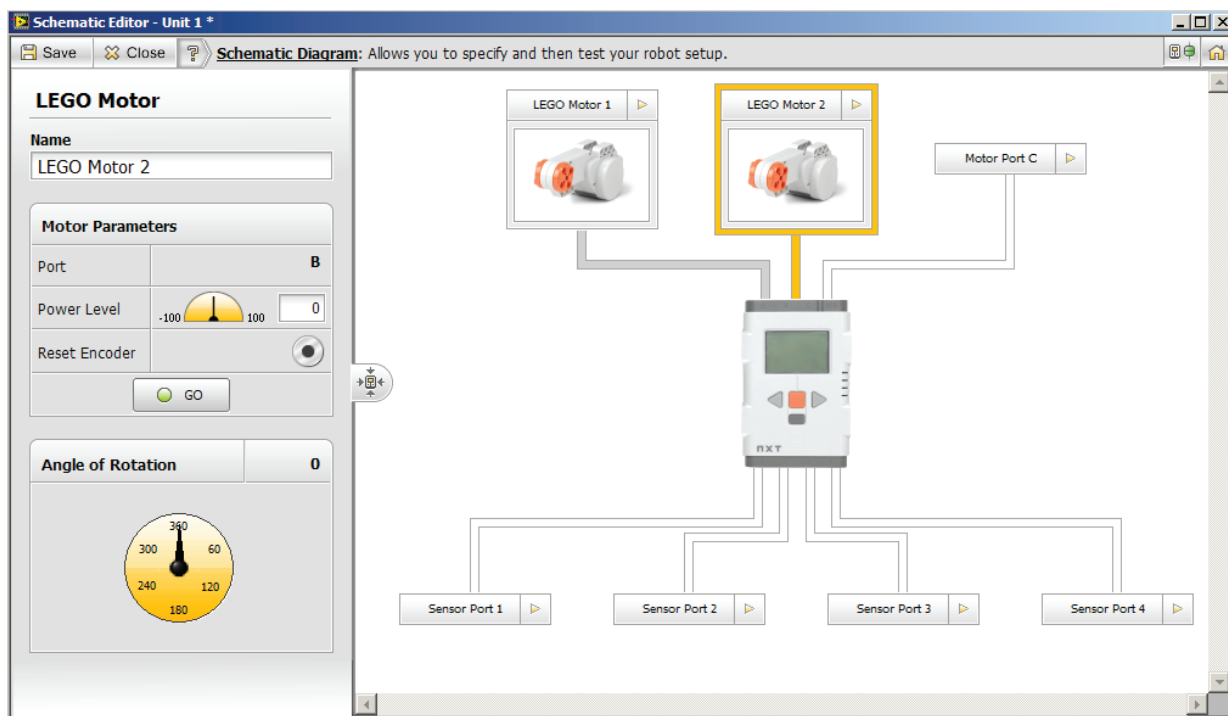 Schematic Editor - Unit 1 *
Save Close ? Schematic Diagram: Allows you to specify and then test your robot setup.
LEGO Motor
Name
LEGO Motor 2
Motor Parameters
Port B
Power Level -100 100 0
Reset Encoder
GO
Angle of Rotation 0
360
300 60
240 120
180
LEGO Motor 1
LEGO Motor 2
Motor Port C
nxT
Sensor Port 1
Sensor Port 2
Sensor Port 3
Sensor Port 4